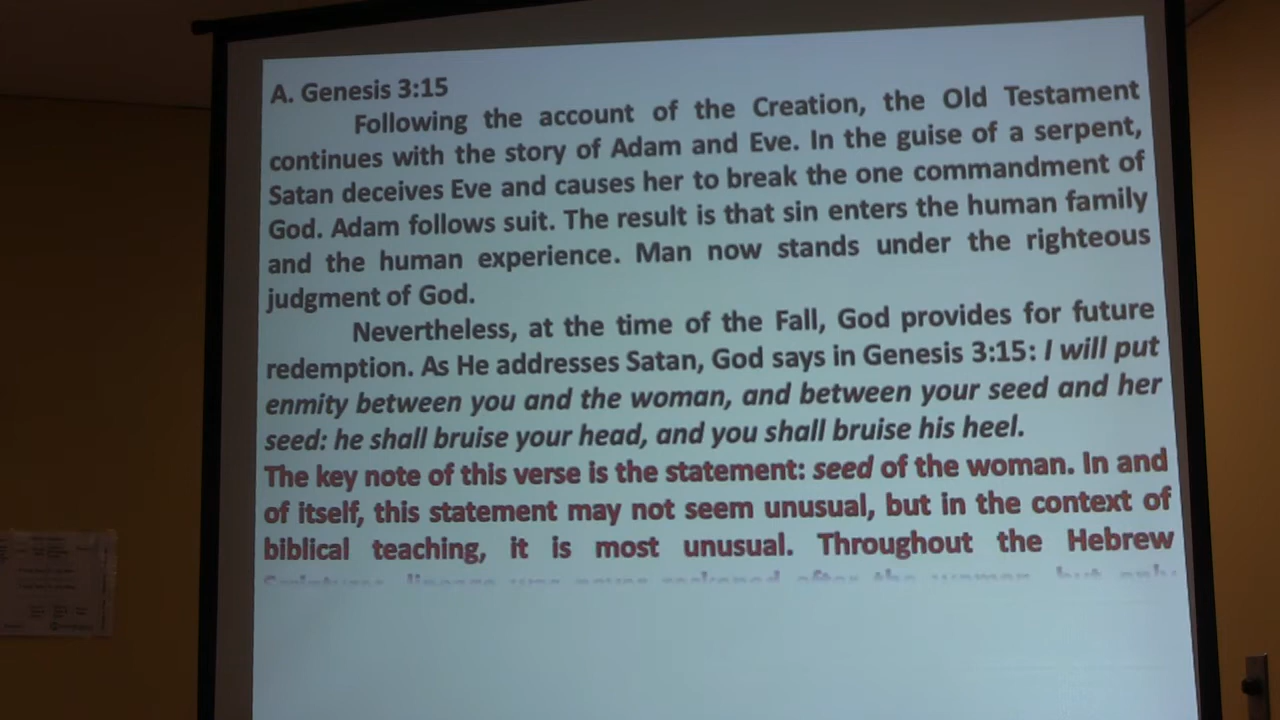 A. Genesis 3:15
Following the account of the Creation, the Old Testament
continues with the story of Adam and Eve. In the guise of a serpent,
Satan deceives Eve and causes her to break the one commandment of
God. Adam follows suit. The result is that sin enters the human family
and the human experience. Man now stands under the righteous
judgment of God.
Nevertheless, at the time of the Fall, God provides for future
redemption. As He addresses Satan, God says in Genesis 3:15: I will put
enmity between you and the woman, and between your seed and her
seed: he shall bruise your head, and you shall bruise his heel.
The key note of this verse is the statement: seed of the woman. In and
of itself, this statement may not seem unusual, but in the context of
biblical teaching, it is most unusual. Throughout the Hebrew